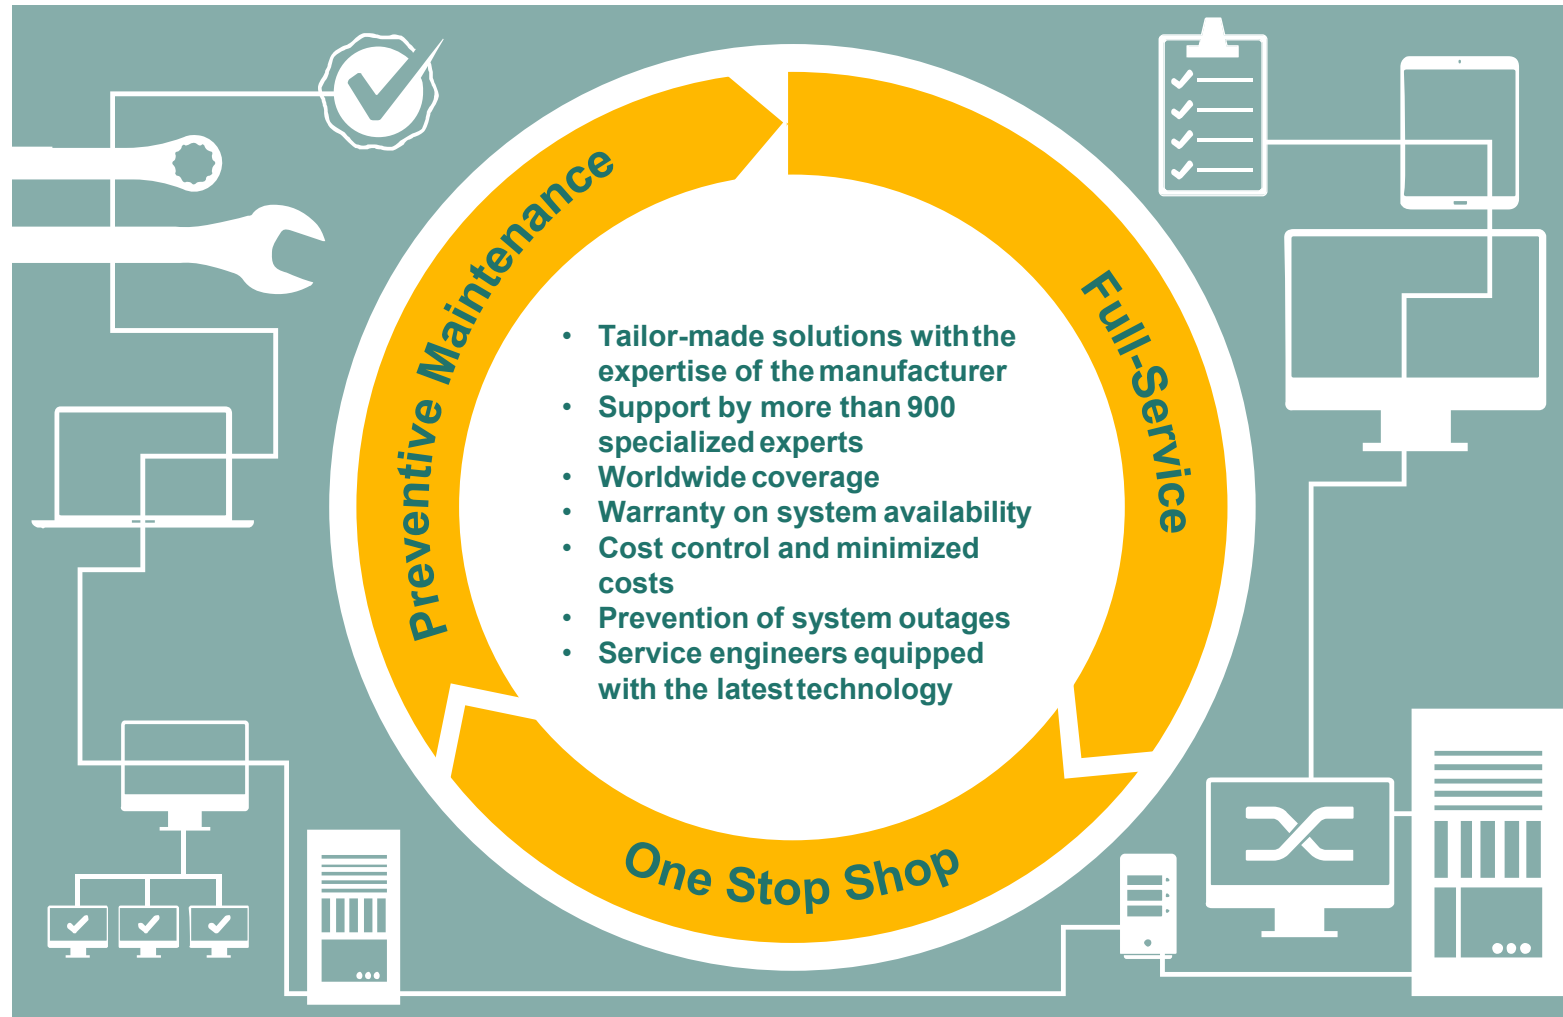 Preventive Maintenance
Full-Service
• Tailor-made solutions withthe
expertise of the manufacturer
• Support by more than 900
specialized experts
• Worldwide coverage
• Warranty on system availability
• Cost control and minimized
costs
• Prevention of system outages
• Service engineers equipped
with the latest technology
One Stop Shop